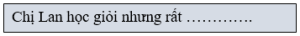 Chị Lan học giỏi nhưng rất ………….